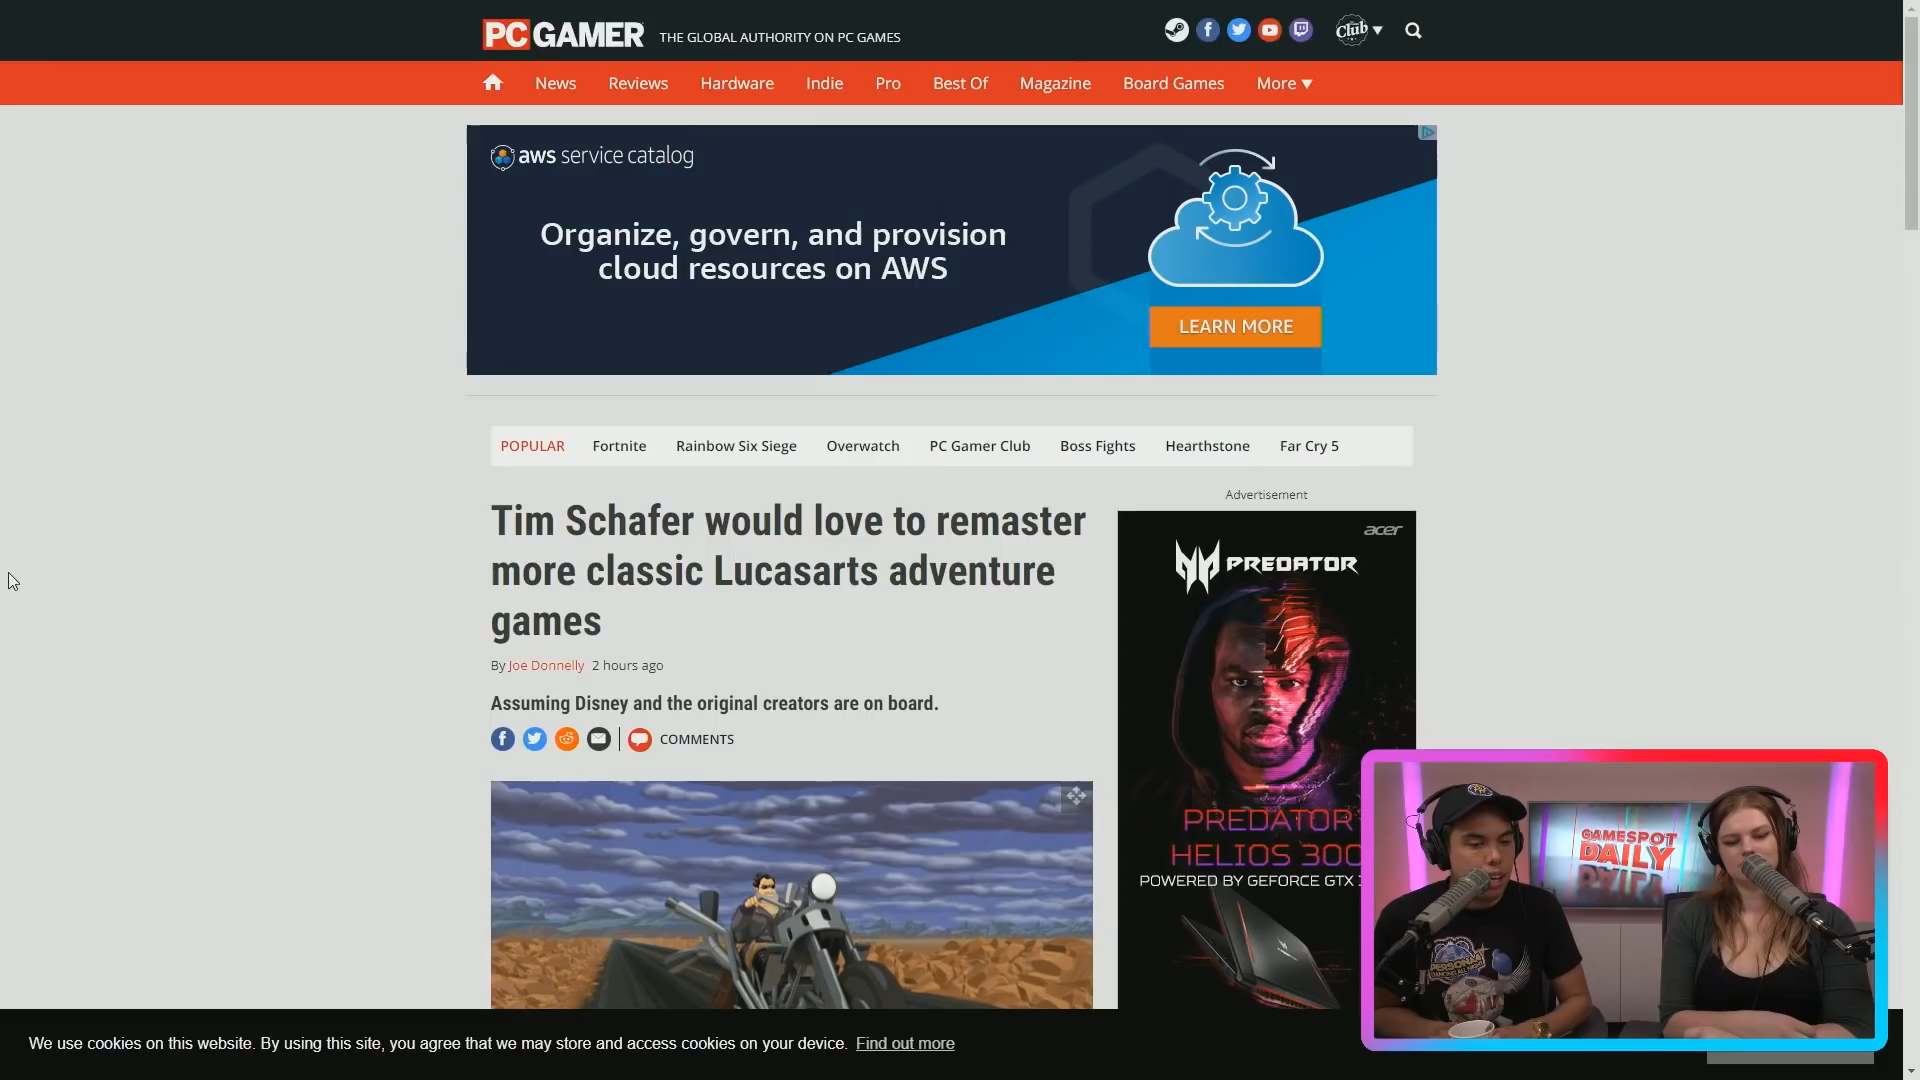 PC GAMER THE GLOBAL AUTHORITY ON PC GAMES
Club
News Reviews Hardware Indie Pro Best Of Magazine Board Games More
aws service catalog
Organize, govern, and provision
cloud resources on AWS
LEARN MORE
POPULAR Fortnite Rainbow Six Siege Overwatch PC Gamer Club Boss Fights Hearthstone Far Cry 5
Tim Schafer would love to remaster
more classic Lucasarts adventure
games
By Joe Donnelly 2 hours ago
Assuming Disney and the original creators are on board.
COMMENTS
Advertisement
acer
PREDATOR
PREDATOR
HELIOS 300
POWERED BY GEFORCE GTX
GAMESPOT
DAILY
PERSONA
DANCING ALL NIGHT
We use cookies on this website. By using this site, you agree that we may store and access cookies on your device. Find out more